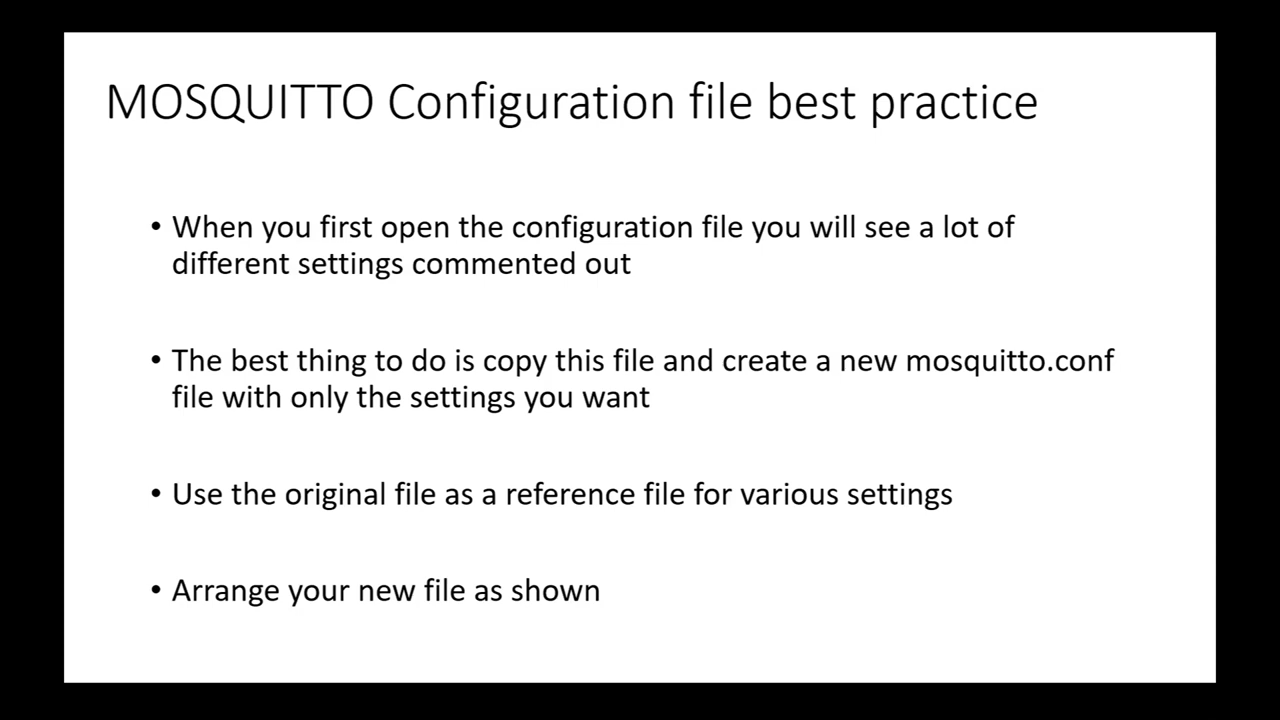 MOSQUITTO Configuration file best practice
• When you first open the configuration file you will see a lot of
different settings commented out
• The best thing to do is copy this file and create a new mosquitto.conf
file with only the settings you want
• Use the original file as a reference file for various settings
• Arrange your new file as shown